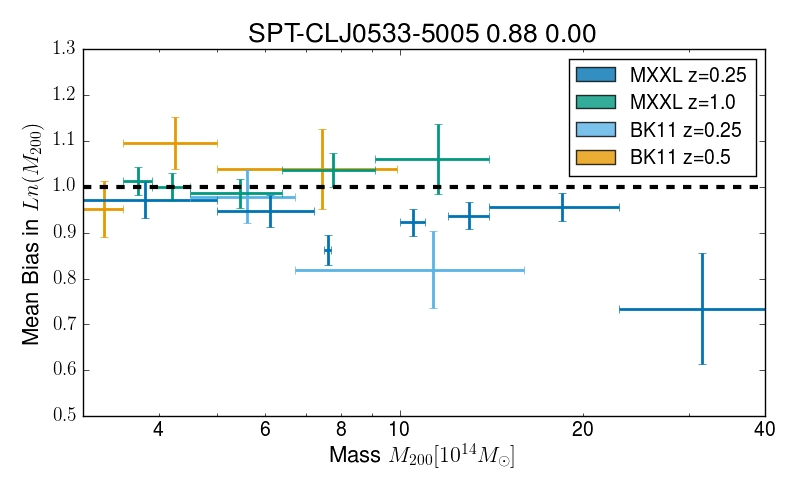 SPT-CLJ0533-5005 0.88 0.00
Mean Bias in Ln(M₂₀₀)
1.3
1.2
1.1
1.0
0.9
0.8
0.7
0.6
0.5
MXXL z=0.25
MXXL z=1.0
BK11 z=0.25
BK11 z=0.5
4 6 8 10 20 40
Mass M₂₀₀[10¹⁴M⊙]